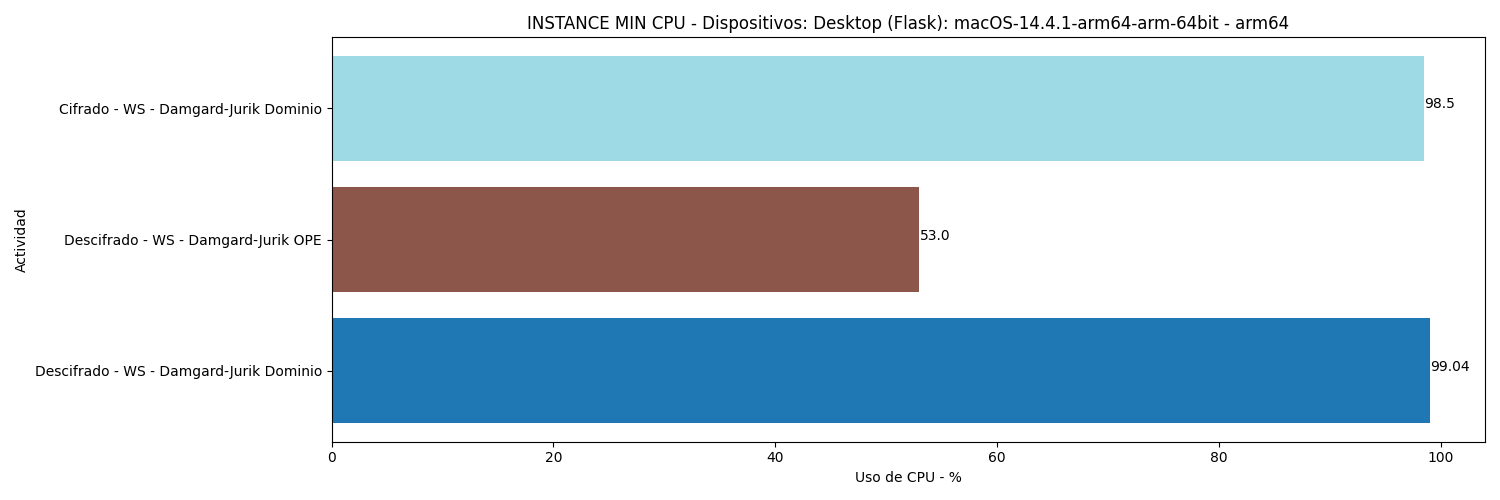 INSTANCE MIN CPU - Dispositivos: Desktop (Flask): macOS-14.4.1-arm64-arm-64bit - arm64
Actividad
Cifrado - WS - Damgard-Jurik Dominio
98.5
Descifrado - WS - Damgard-Jurik OPE
53.0
Descifrado - WS - Damgard-Jurik Dominio
99.04
0 20 40 60 80 100
Uso de CPU - %